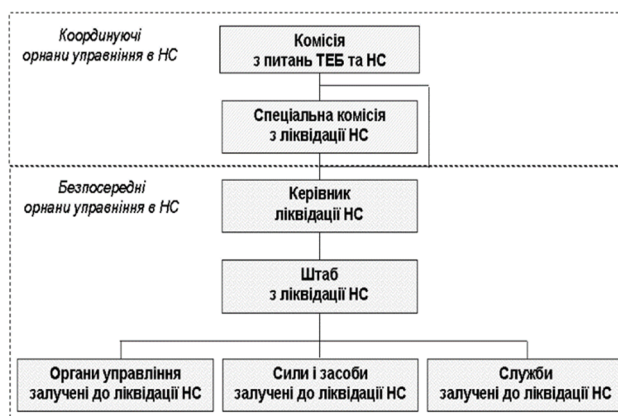 Координуючі
органи управління в НС
Комісія
з питань ТЕБ та НС
Спеціальна комісія
з ліквідації НС
Безпосередні
органи управління в НС
Керівник
ліквідації НС
Штаб
з ліквідації НС
Органи управління
залучені до ліквідації НС
Сили і засоби
залучені до ліквідації НС
Служби
залучені до ліквідації НС